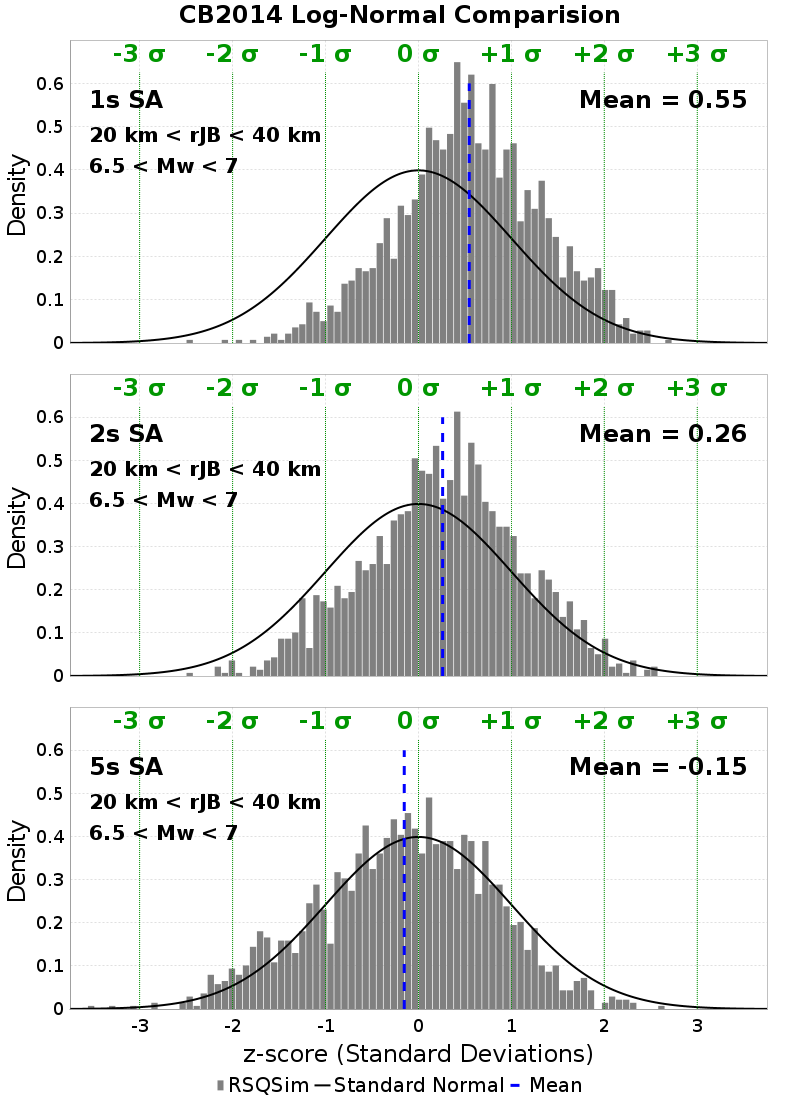 CB2014 Log-Normal Comparision
-3 σ -2 σ -1 σ 0 σ +1 σ +2 σ +3 σ
1s SA Mean = 0.55
20 km < rJB < 40 km
6.5 < Mw < 7
Density
0.6
0.5
0.4
0.3
0.2
0.1
0
-3 σ -2 σ -1 σ 0 σ +1 σ +2 σ +3 σ
2s SA Mean = 0.26
20 km < rJB < 40 km
6.5 < Mw < 7
Density
0.6
0.5
0.4
0.3
0.2
0.1
0
-3 σ -2 σ -1 σ 0 σ +1 σ +2 σ +3 σ
5s SA Mean = -0.15
20 km < rJB < 40 km
6.5 < Mw < 7
Density
0.6
0.5
0.4
0.3
0.2
0.1
0
-3 -2 -1 0 1 2 3
z-score (Standard Deviations)
RSQSim Standard Normal Mean